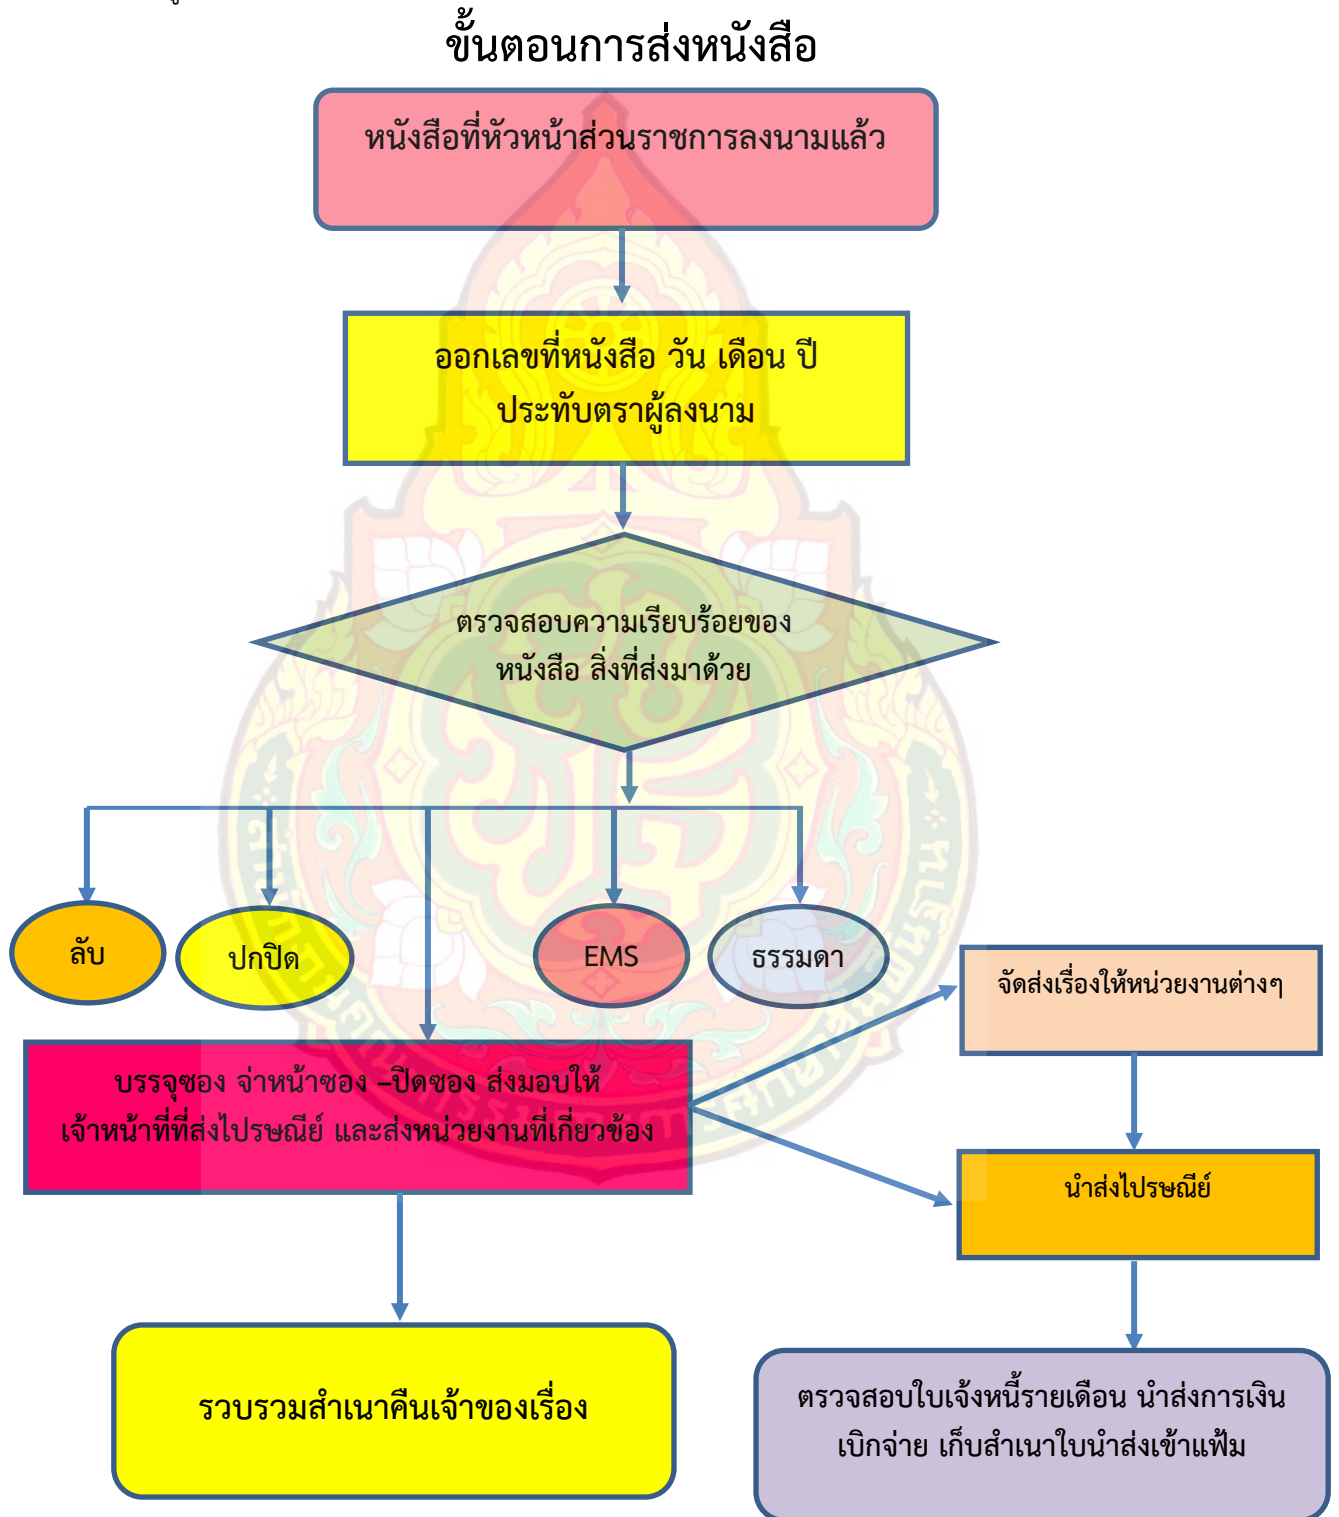 ขั้นตอนการส่งหนังสือ
หนังสือที่หัวหน้าส่วนราชการลงนามแล้ว
ออกเลขที่หนังสือ วัน เดือน ปี
ประทับตราผู้ลงนาม
ตรวจสอบความเรียบร้อยของ
หนังสือ สิ่งที่ส่งมาด้วย
ลับ
ปกปิด
EMS
ธรรมดา
จัดส่งเรื่องให้หน่วยงานต่างๆ
บรรจุซอง จ่าหน้าซอง –ปิดซอง ส่งมอบให้
เจ้าหน้าที่ที่ส่งไปรษณีย์ และส่งหน่วยงานที่เกี่ยวข้อง
นำส่งไปรษณีย์
รวบรวมสำเนาคืนเจ้าของเรื่อง
ตรวจสอบใบเจ้งหนี้รายเดือน นำส่งการเงิน
เบิกจ่าย เก็บสำเนาใบนำส่งเข้าแฟ้ม